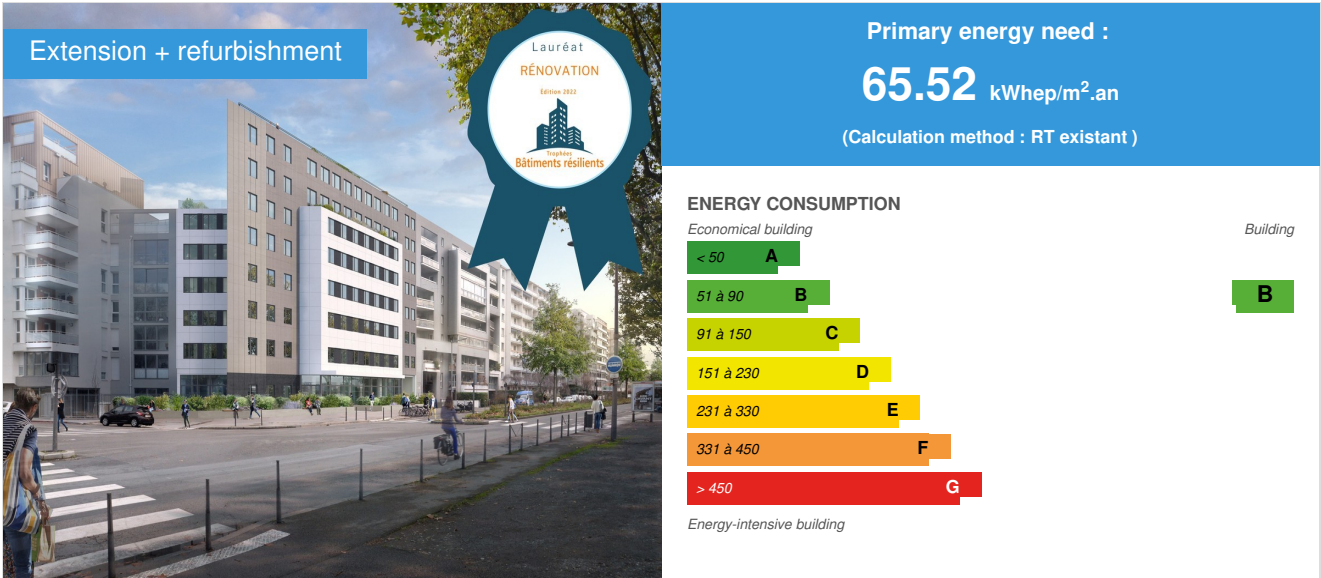 Extension + refurbishment
Lauréat
RÉNOVATION
Edition 2022
Trophées
Bâtiments résilients
Primary energy need :
65.52 kWhep/m².an
(Calculation method : RT existant )
ENERGY CONSUMPTION
Economical building
Building
< 50 A
51 à 90 B
B
91 à 150 C
151 à 230 D
231 à 330 E
331 à 450 F
> 450 G
Energy-intensive building